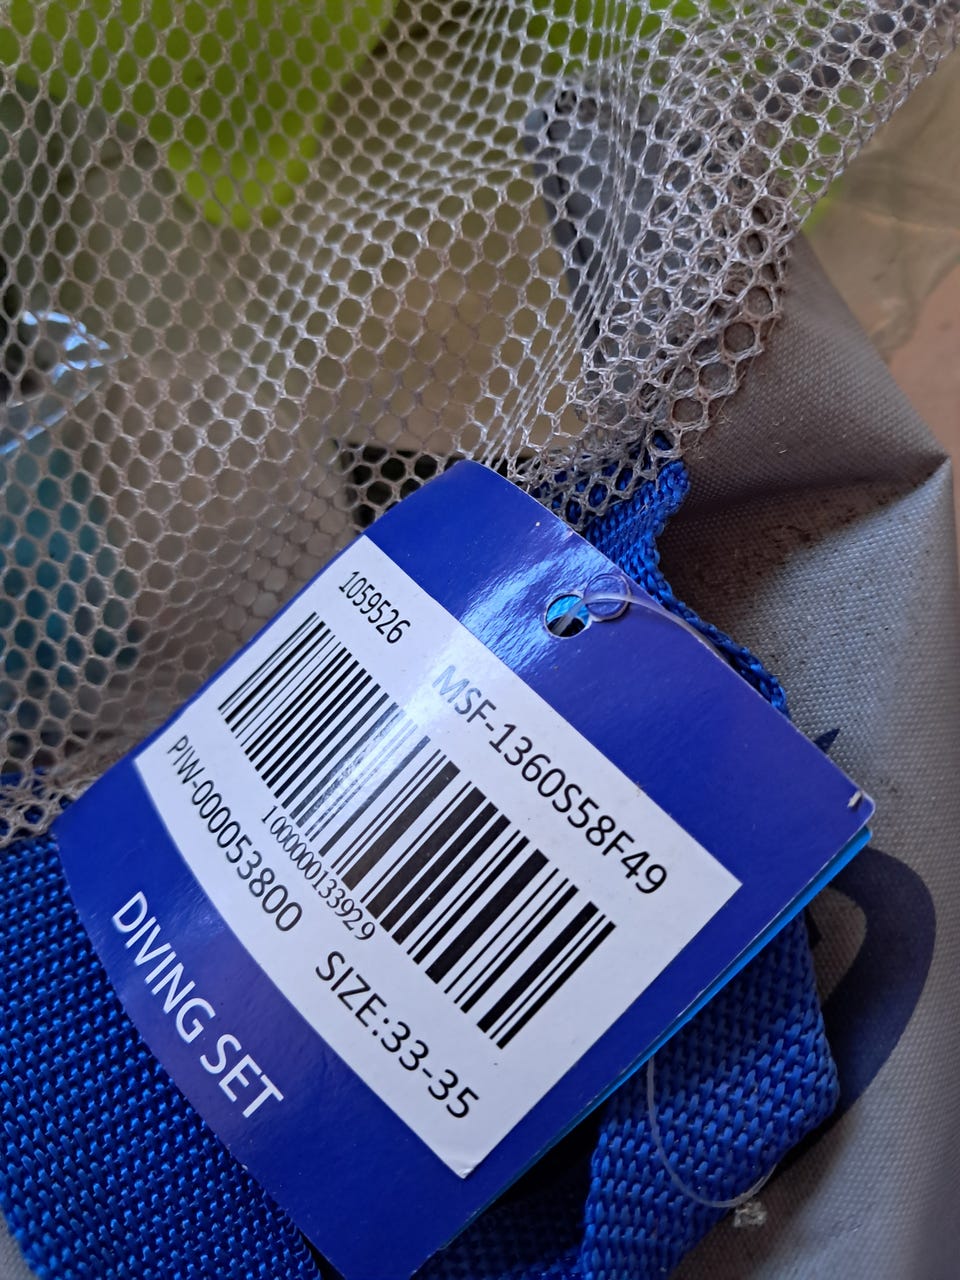 1059526
MSF-1360S58F49
1000000133929
PIW-000053800
SIZE:33-35
DIVING SET